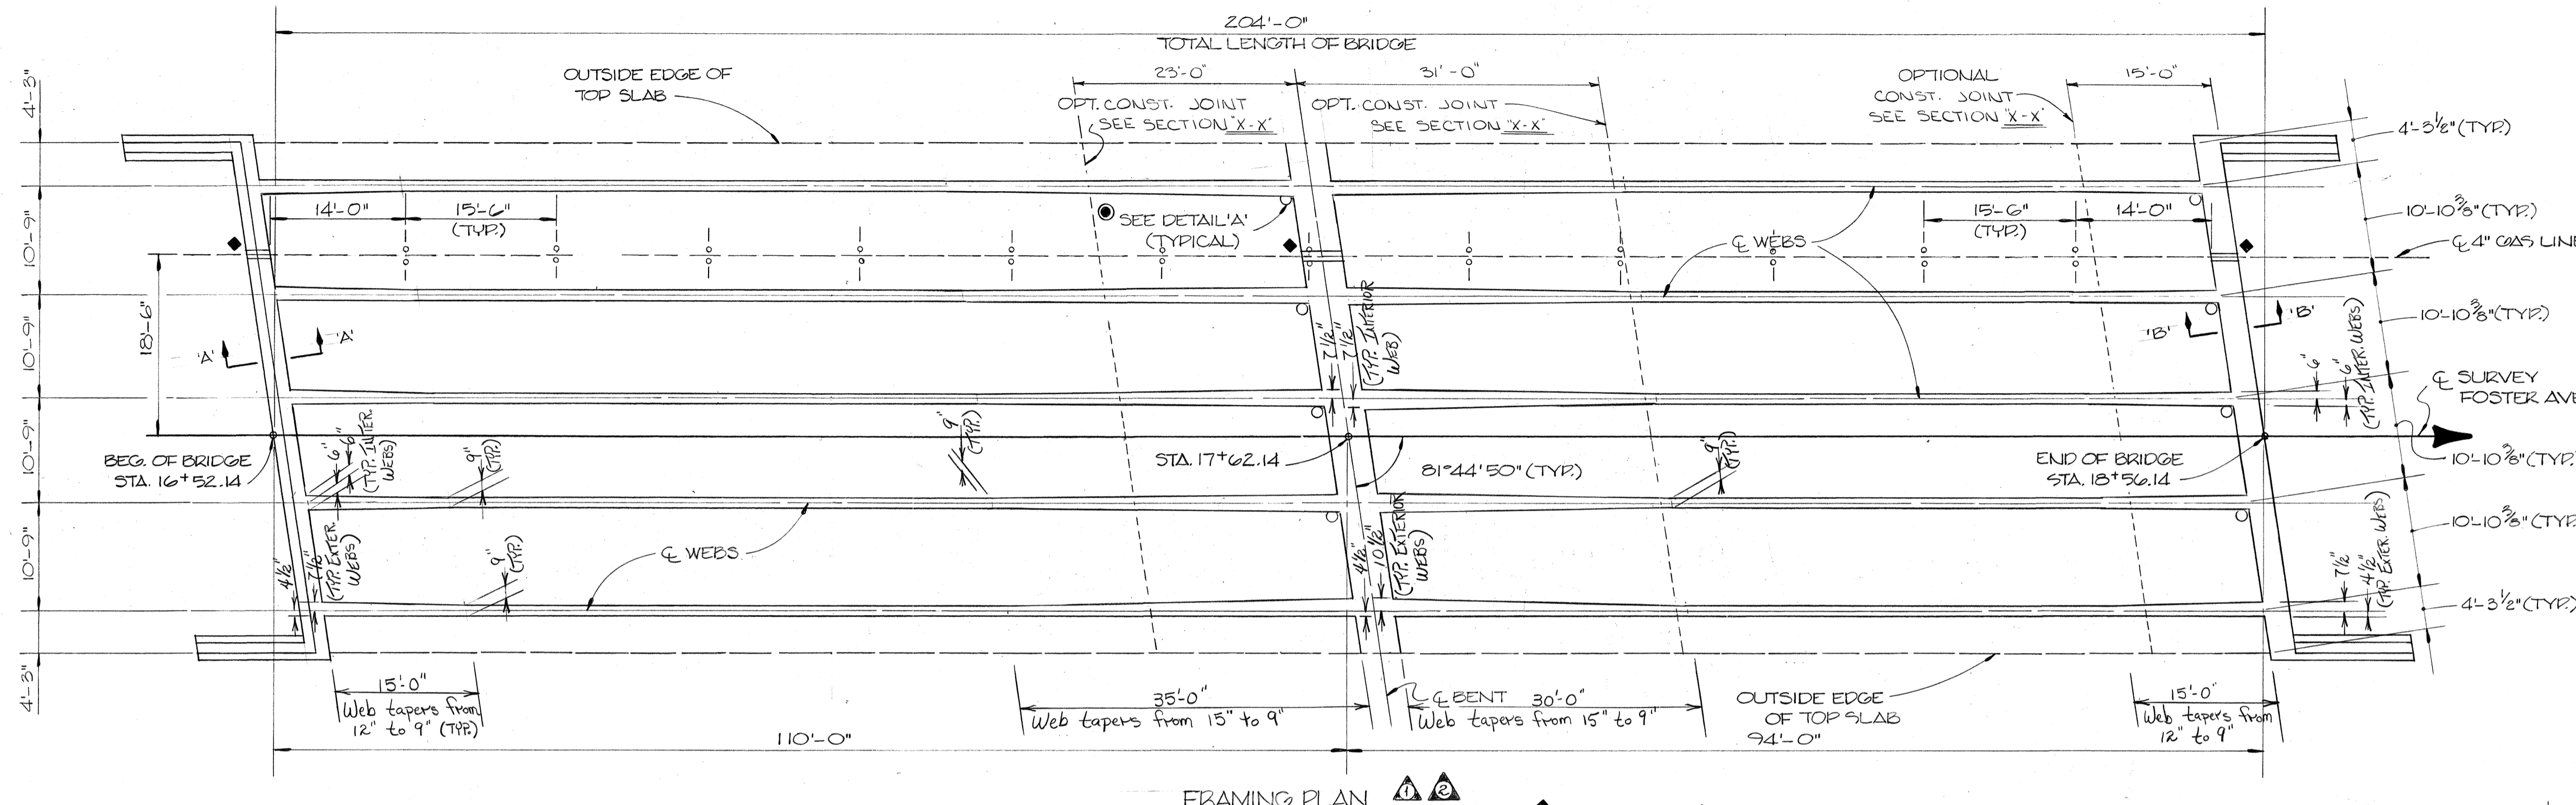 204'-0"
TOTAL LENGTH OF BRIDGE
4'-3"
OUTSIDE EDGE OF
TOP SLAB
23'-0"
31'-0"
OPTIONAL
CONST. JOINT
SEE SECTION "X-X"
15'-0"
OPT. CONST. JOINT
SEE SECTION "X-X"
OPT. CONST. JOINT
SEE SECTION "X-X"
4'-3½" (TYP.)
10'-9"
14'-0"
15'-6"
(TYP.)
SEE DETAIL 'A'
(TYPICAL)
℄ WEBS
15'-6"
(TYP.)
14'-0"
10'-10⅜" (TYP.)
℄ 4" GAS LINE
18'-6"
10'-9"
'A'
'A'
7½"
7½"
(TYP. INTERIOR
WEB)
'B'
'B'
10'-10⅜" (TYP.)
6"
6"
(TYP. INTER. WEBS)
℄ SURVEY
FOSTER AVE
10'-9"
BEG. OF BRIDGE
STA. 16+52.14
6"
6"
(TYP. INTER.
WEBS)
9"
(TYP.)
9"
(TYP.)
STA. 17+62.14
81°44'50" (TYP.)
9"
(TYP.)
END OF BRIDGE
STA. 18+56.14
10'-10⅜" (TYP.
10'-9"
4½"
7½"
(TYP. EXTER.
WEBS)
9"
(TYP.)
℄ WEBS
4½"
10½"
(TYP. EXTERIOR
WEBS)
10'-10⅜" (TYP.
7½"
4½"
(TYP. EXTER. WEBS)
4'-3½" (TYP.)
4'-3"
15'-0"
Web tapers from
12" to 9" (TYP.)
35'-0"
Web tapers from 15" to 9"
℄ BENT
30'-0"
Web tapers from 15" to 9"
OUTSIDE EDGE
OF TOP SLAB
15'-0"
Web tapers from
12" to 9"
110'-0"
94'-0"
FRAMING PLAN 1 2